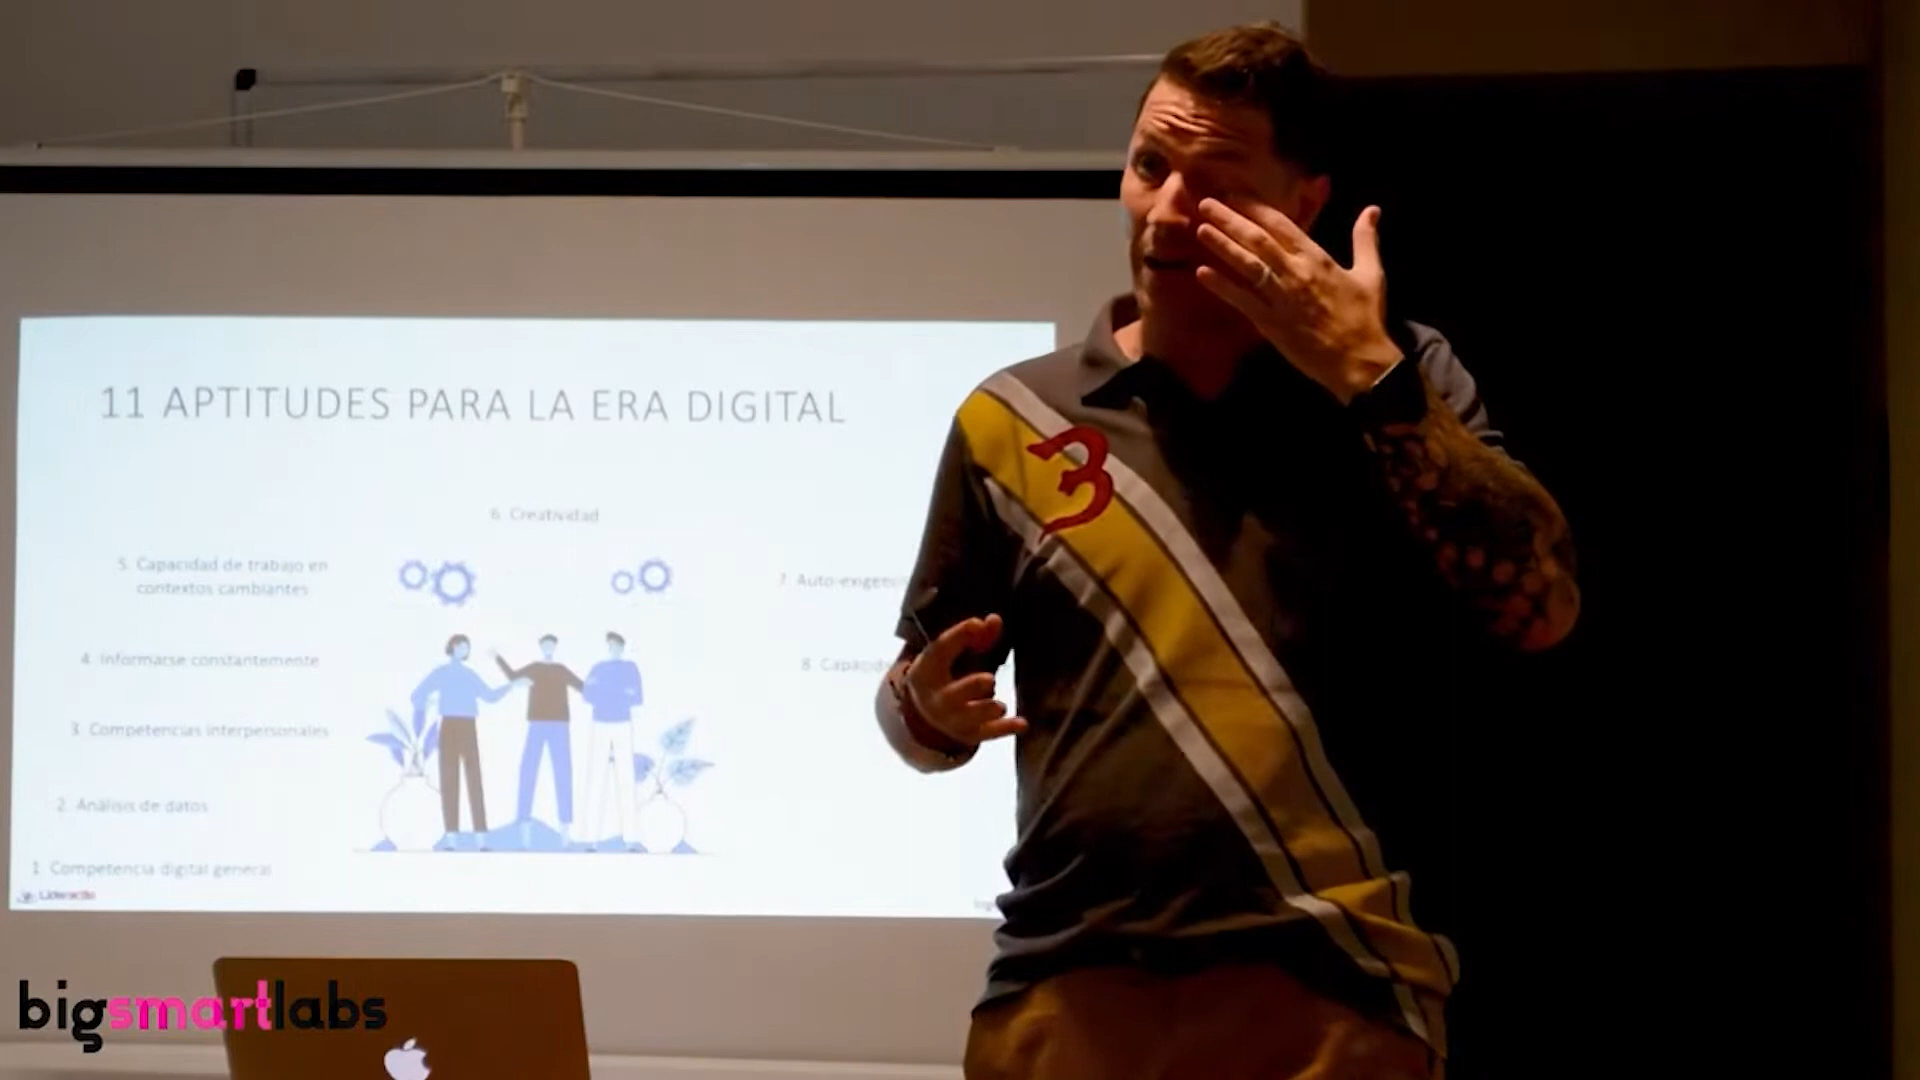 11 APTITUDES PARA LA ERA DIGITAL
6. Creatividad
5. Capacidad de trabajo en
contextos cambiantes
7. Auto-exigen
4. Informarse constantemente
8. Capacid
3. Competencias interpersonales
2. Análisis de datos
1. Competencia digital general
Lideractio
3
bigsmartlabs